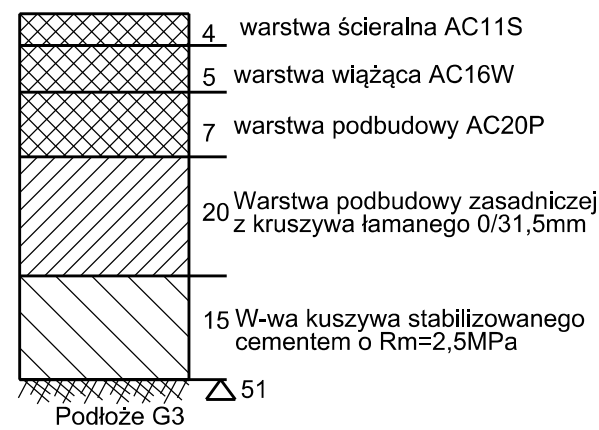 4 warstwa ścieralna AC11S
5 warstwa wiążąca AC16W
7 warstwa podbudowy AC20P
20 Warstwa podbudowy zasadniczej
z kruszywa łamanego 0/31,5mm
15 W-wa kuszywa stabilizowanego
cementem o Rm=2,5MPa
51
Podłoże G3